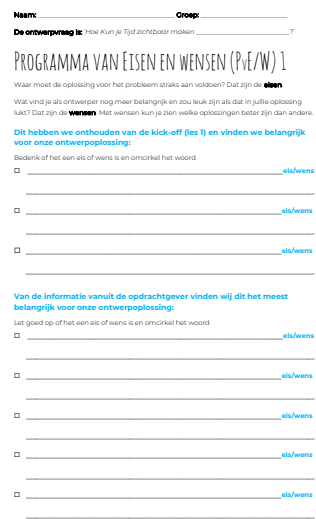 Naam: ______________________ Groep: ______________________
De ontwerpvraag is: 'Hoe Kun je Tijd zichtbaar maken ______________________?'
Programma van Eisen en wensen (PvE/W) 1
Waar moet de oplossing voor het probleem straks aan voldoen? Dat zijn de eisen.
Wat vind je als ontwerper nog meer belangrijk en zou leuk zijn als dat in jullie oplossing
lukt? Dat zijn de wensen. Met wensen kun je zien welke oplossingen beter zijn dan andere.
Dit hebben we onthouden van de kick-off (les 1) en vinden we belangrijk
voor onze ontwerpoplossing:
Bedenk of het een eis of wens is en omcirkel het woord
eis/wens
eis/wens
eis/wens
Van de informatie vanuit de opdrachtgever vinden wij dit het meest
belangrijk voor onze ontwerpoplossing:
Let goed op of het een eis of wens is en omcirkel het woord
eis/wens
eis/wens
eis/wens
eis/wens
eis/wens